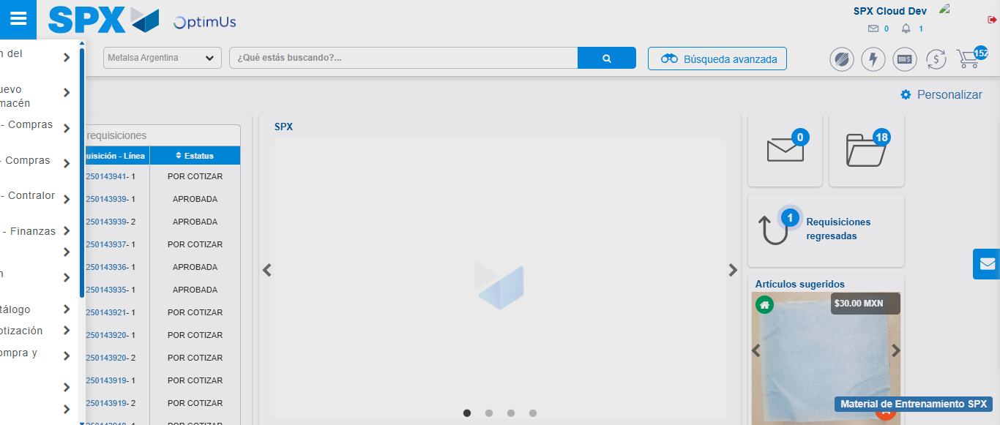 SPX
OptimUs
SPX Cloud Dev
0
1
Metalsa Argentina
¿Qué estás buscando?...
Búsqueda avanzada
152
Personalizar
n del
uevo
macén
- Compras
- Compras
- Contralor
- Finanzas
n
tálogo
otización
ompra y
requisiciones
uisición - Línea
Estatus
250143941- 1 POR COTIZAR
250143939- 1 APROBADA
250143939- 2 APROBADA
250143937- 1 POR COTIZAR
250143936- 1 APROBADA
250143935- 1 APROBADA
250143921- 1 POR COTIZAR
250143920- 1 POR COTIZAR
250143920- 2 POR COTIZAR
250143919- 1 POR COTIZAR
250143919- 2 POR COTIZAR
250143918- 1 POR COTIZAR
SPX
0
18
1
Requisiciones
regresadas
Artículos sugeridos
$30.00 MXN
Material de Entrenamiento SPX